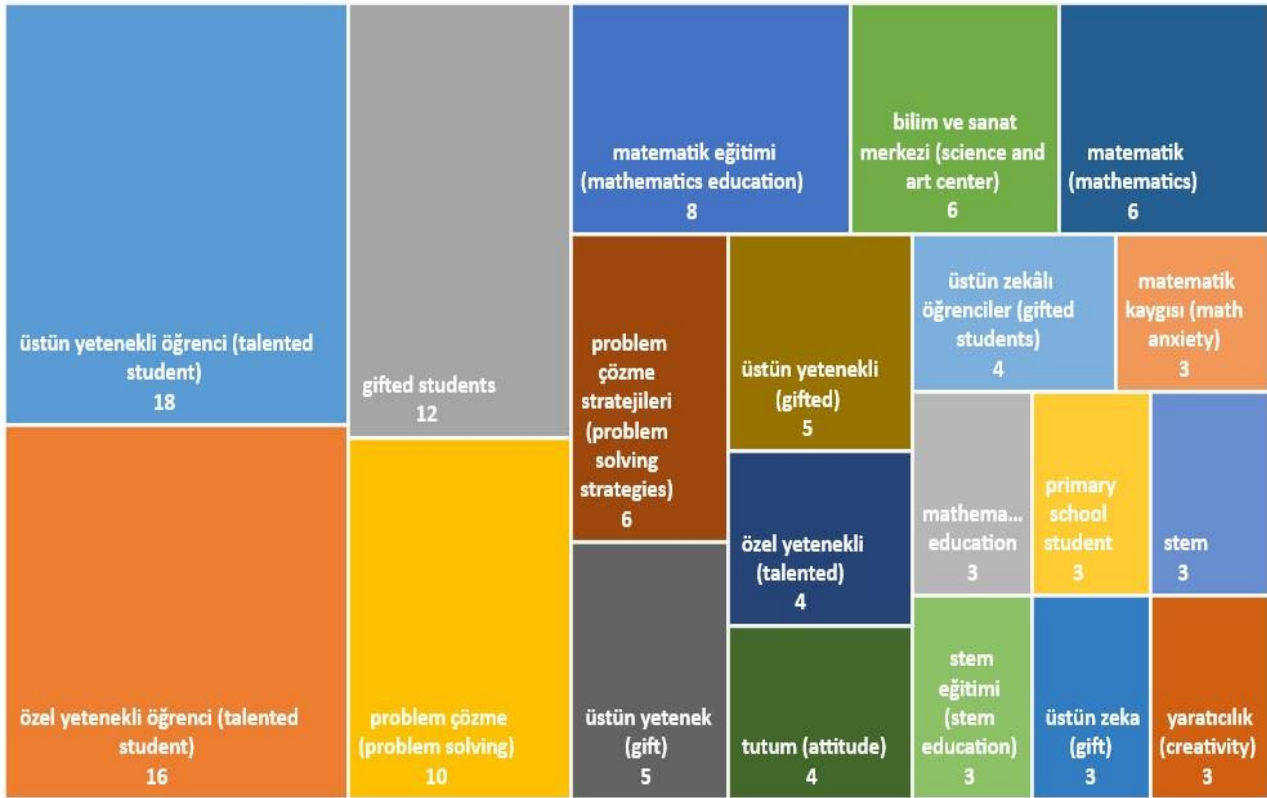 üstün yetenekli öğrenci (talented
student)
18
özel yetenekli öğrenci (talented
student)
16
gifted students
12
problem çözme
(problem solving)
10
matematik eğitimi
(mathematics education)
8
bilim ve sanat
merkezi (science and
art center)
6
matematik
(mathematics)
6
problem
çözme
stratejileri
(problem
solving
strategies)
6
üstün yetenek
(gift)
5
üstün yetenekli
(gifted)
5
özel yetenekli
(talented)
4
tutum (attitude)
4
üstün zekâlı
öğrenciler (gifted
students)
4
matematik
kaygısı (math
anxiety)
3
mathema...
education
3
primary
school
student
3
stem
3
stem
eğitimi
(stem
education)
3
üstün zeka
(gift)
3
yaratıcılık
(creativity)
3